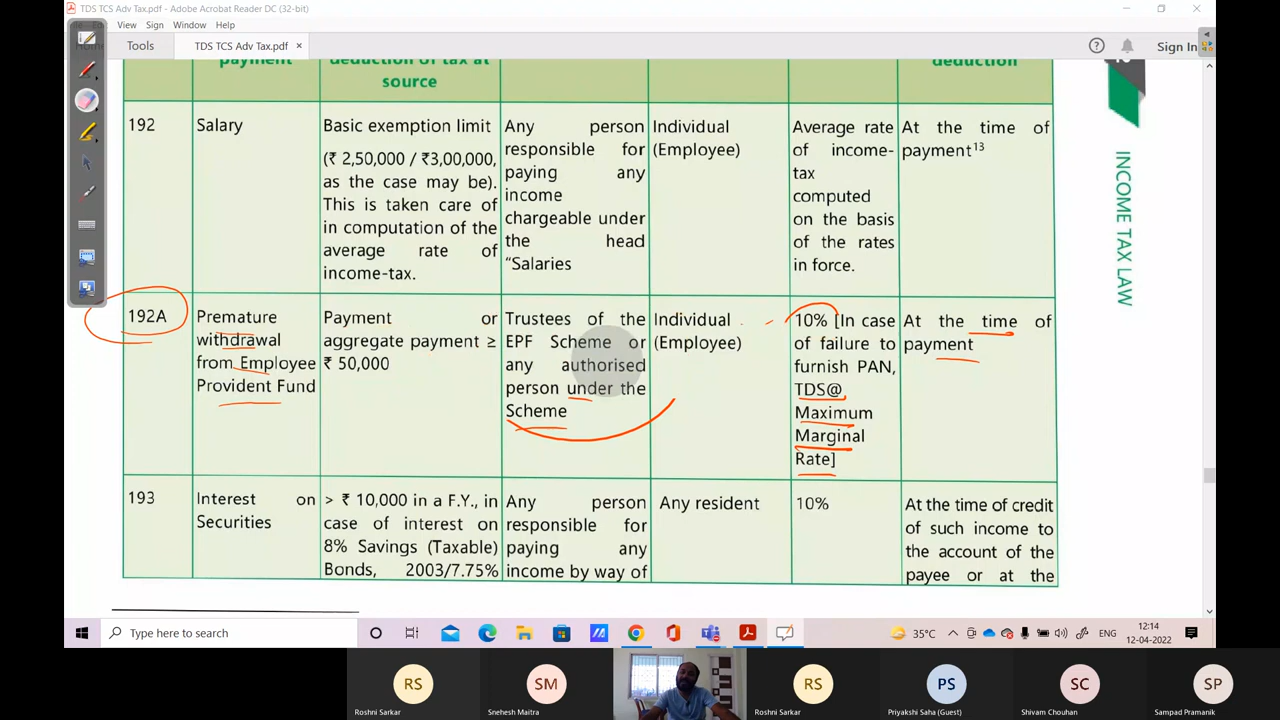 TDS TCS Adv Tax.pdf - Adobe Acrobat Reader DC (32-bit)
View Sign Window Help
Tools TDS TCS Adv Tax.pdf × Sign In
payment deduction of tax at source deduction
192 Salary Basic exemption limit
(₹ 2,50,000 / ₹3,00,000,
as the case may be).
This is taken care of
in computation of the
average rate of
income-tax.
Any person
responsible for
paying any
income
chargeable under
the head
“Salaries
Individual
(Employee)
Average rate
of income-
tax
computed
on the basis
of the rates
in force.
At the time of
payment¹³
192A
Premature
withdrawal
from Employee
Provident Fund
Payment or
aggregate payment ≥
₹ 50,000
Trustees of the
EPF Scheme or
any authorised
person under the
Scheme
Individual
(Employee)
10% [In case
of failure to
furnish PAN,
TDS@
Maximum
Marginal
Rate]
At the time of
payment
193
Interest on
Securities
> ₹ 10,000 in a F.Y., in
case of interest on
8% Savings (Taxable)
Bonds, 2003/7.75%
Any person
responsible for
paying any
income by way of
Any resident
10%
At the time of credit
of such income to
the account of the
payee or at the
INCOME TAX LAW
Type here to search
35°C
ENG
12:14
12-04-2022
RS
Roshni Sarkar
SM
Snehesh Maitra
RS
Roshni Sarkar
PS
Priyakshi Saha (Guest)
SC
Shivam Chouhan
SP
Sampad Pramanik